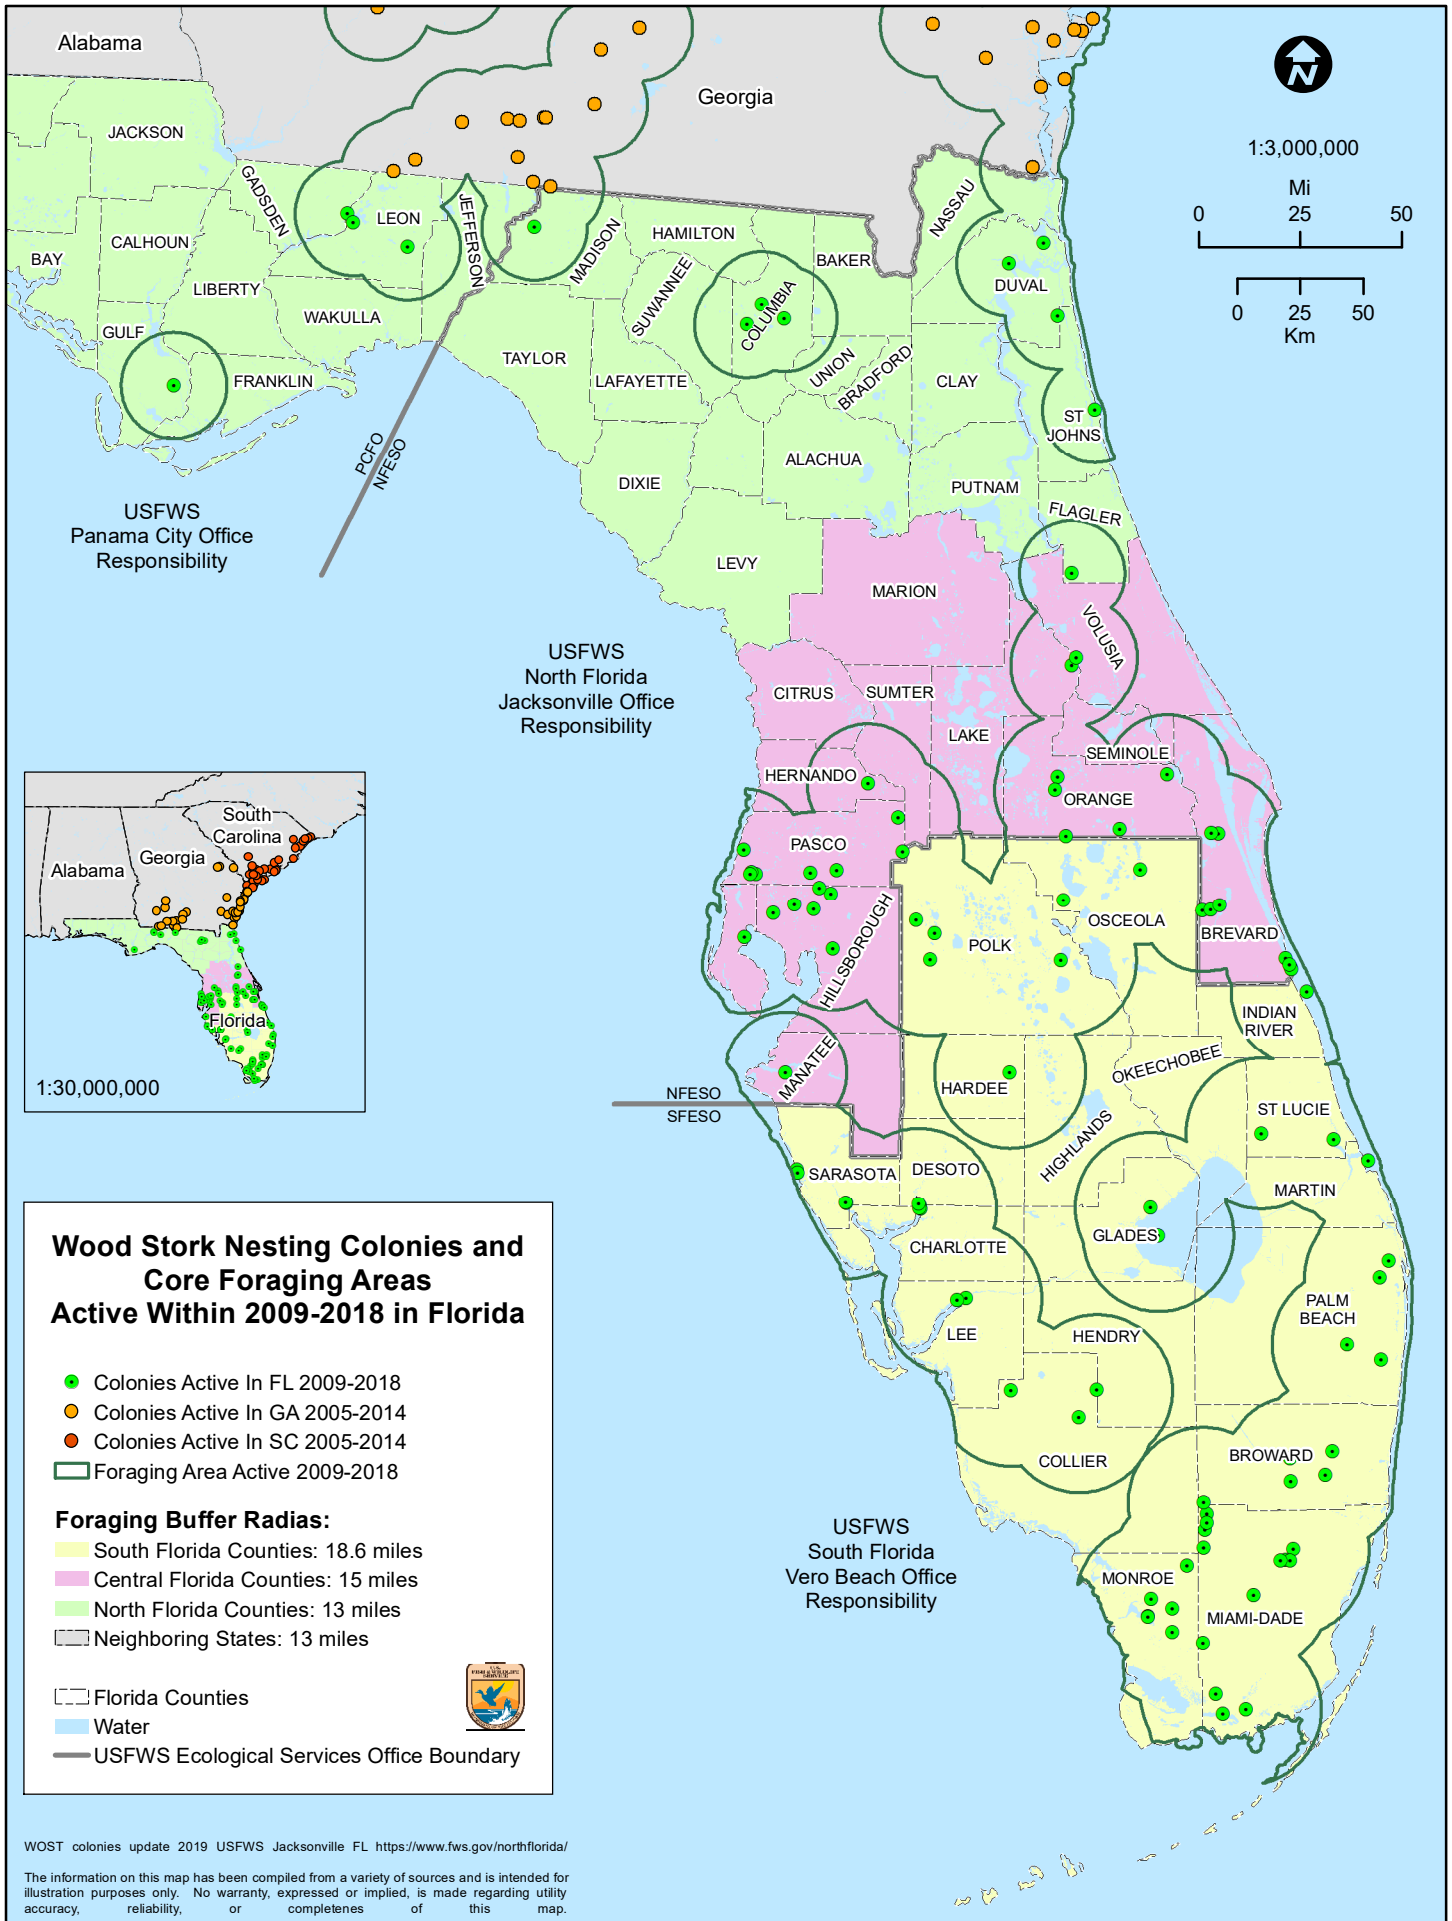 Alabama
Georgia
N
1:3,000,000
Mi
0 25 50
0 25 50
Km
JACKSON
GADSDEN
LEON
JEFFERSON
MADISON
HAMILTON
NASSAU
BAY
CALHOUN
LIBERTY
WAKULLA
SUWANNEE
COLUMBIA
BAKER
DUVAL
GULF
FRANKLIN
TAYLOR
LAFAYETTE
UNION
BRADFORD
CLAY
ST
JOHNS
PCFO
NFESO
DIXIE
ALACHUA
PUTNAM
FLAGLER
USFWS
Panama City Office
Responsibility
LEVY
MARION
VOLUSIA
USFWS
North Florida
Jacksonville Office
Responsibility
CITRUS
SUMTER
LAKE
SEMINOLE
HERNANDO
ORANGE
PASCO
HILLSBOROUGH
POLK
OSCEOLA
BREVARD
INDIAN
RIVER
MANATEE
HARDEE
OKEECHOBEE
HIGHLANDS
ST LUCIE
NFESO
SFESO
SARASOTA
DESOTO
MARTIN
CHARLOTTE
GLADES
PALM
BEACH
LEE
HENDRY
COLLIER
BROWARD
MONROE
MIAMI-DADE
USFWS
South Florida
Vero Beach Office
Responsibility
South
Carolina
Georgia
Alabama
Florida
1:30,000,000
Wood Stork Nesting Colonies and
Core Foraging Areas
Active Within 2009-2018 in Florida
Colonies Active In FL 2009-2018
Colonies Active In GA 2005-2014
Colonies Active In SC 2005-2014
Foraging Area Active 2009-2018
Foraging Buffer Radias:
South Florida Counties: 18.6 miles
Central Florida Counties: 15 miles
North Florida Counties: 13 miles
Neighboring States: 13 miles
U.S.
FISH & WILDLIFE
SERVICE
Florida Counties
Water
USFWS Ecological Services Office Boundary
WOST colonies update 2019 USFWS Jacksonville FL https://www.fws.gov/northflorida/
The information on this map has been compiled from a variety of sources and is intended for
illustration purposes only. No warranty, expressed or implied, is made regarding utility
accuracy, reliability, or completenes of this map.